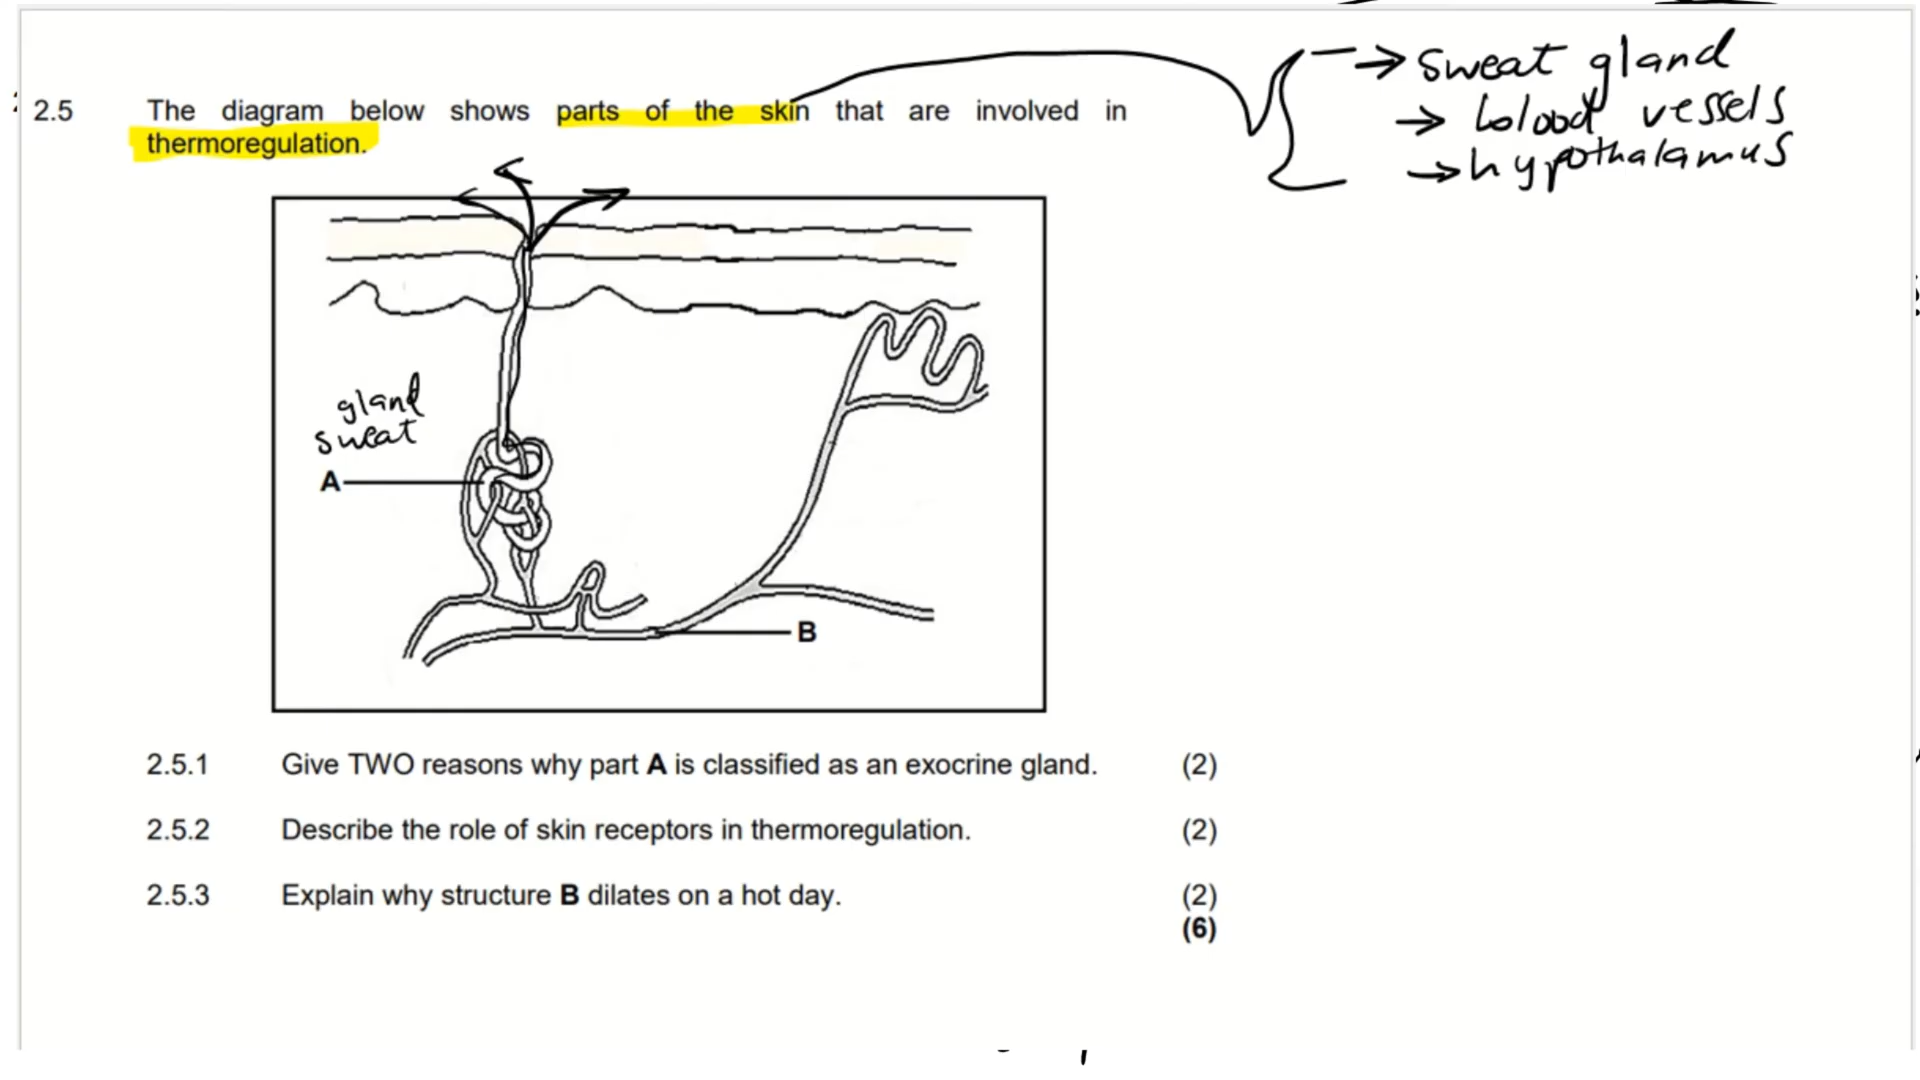 → sweat gland
→ blood vessels
→ hypothalamus
2.5 The diagram below shows parts of the skin that are involved in
thermoregulation.
gland
sweat
A
B
2.5.1 Give TWO reasons why part A is classified as an exocrine gland. (2)
2.5.2 Describe the role of skin receptors in thermoregulation. (2)
2.5.3 Explain why structure B dilates on a hot day. (2)
(6)